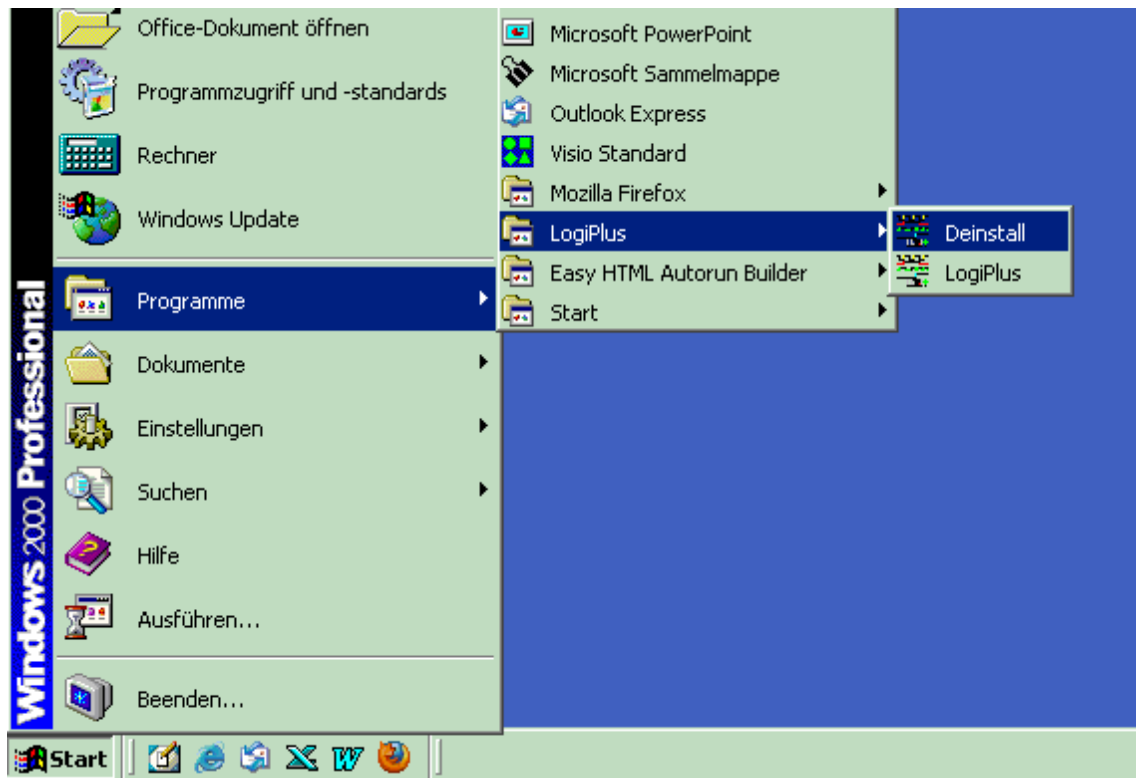 Office-Dokument öffnen
Programmzugriff und -standards
Rechner
Windows Update
Programme
Dokumente
Einstellungen
Suchen
Hilfe
Ausführen...
Beenden...
Windows 2000 Professional
Microsoft PowerPoint
Microsoft Sammelmappe
Outlook Express
Visio Standard
Mozilla Firefox
LogiPlus
Easy HTML Autorun Builder
Start
Deinstall
LogiPlus
Start